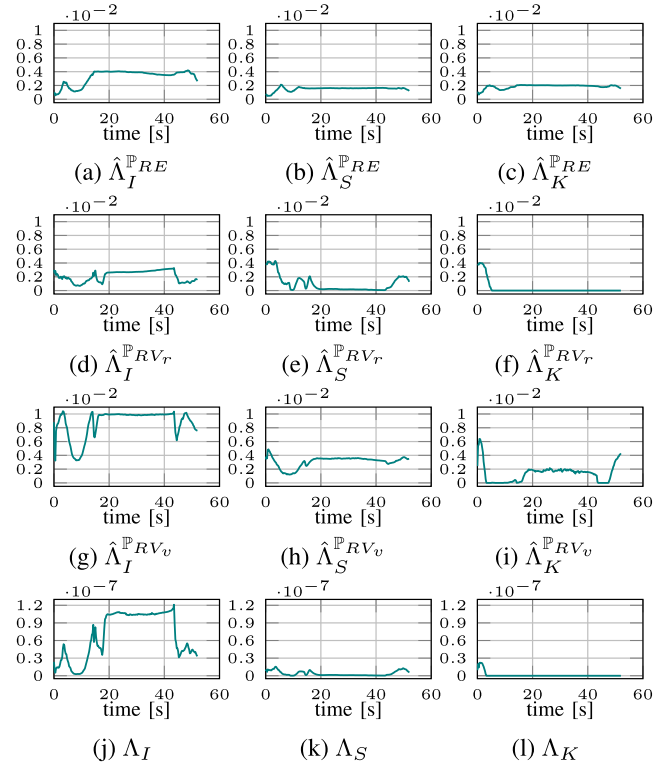 ·10⁻² ·10⁻² ·10⁻²
1 1 1
0.8 0.8 0.8
0.6 0.6 0.6
0.4 0.4 0.4
0.2 0.2 0.2
0 0 0
0 20 40 60 0 20 40 60 0 20 40 60
time [s] time [s] time [s]
(a) Λ̂_I^{ℙ_{RE}} (b) Λ̂_S^{ℙ_{RE}} (c) Λ̂_K^{ℙ_{RE}}
·10⁻² ·10⁻² ·10⁻²
1 1 1
0.8 0.8 0.8
0.6 0.6 0.6
0.4 0.4 0.4
0.2 0.2 0.2
0 0 0
0 20 40 60 0 20 40 60 0 20 40 60
time [s] time [s] time [s]
(d) Λ̂_I^{ℙ_{RV_r}} (e) Λ̂_S^{ℙ_{RV_r}} (f) Λ̂_K^{ℙ_{RV_r}}
·10⁻² ·10⁻² ·10⁻²
1 1 1
0.8 0.8 0.8
0.6 0.6 0.6
0.4 0.4 0.4
0.2 0.2 0.2
0 0 0
0 20 40 60 0 20 40 60 0 20 40 60
time [s] time [s] time [s]
(g) Λ̂_I^{ℙ_{RV_v}} (h) Λ̂_S^{ℙ_{RV_v}} (i) Λ̂_K^{ℙ_{RV_v}}
·10⁻⁷ ·10⁻⁷ ·10⁻⁷
1.2 1.2 1.2
0.9 0.9 0.9
0.6 0.6 0.6
0.3 0.3 0.3
0 0 0
0 20 40 60 0 20 40 60 0 20 40 60
time [s] time [s] time [s]
(j) Λ_I (k) Λ_S (l) Λ_K